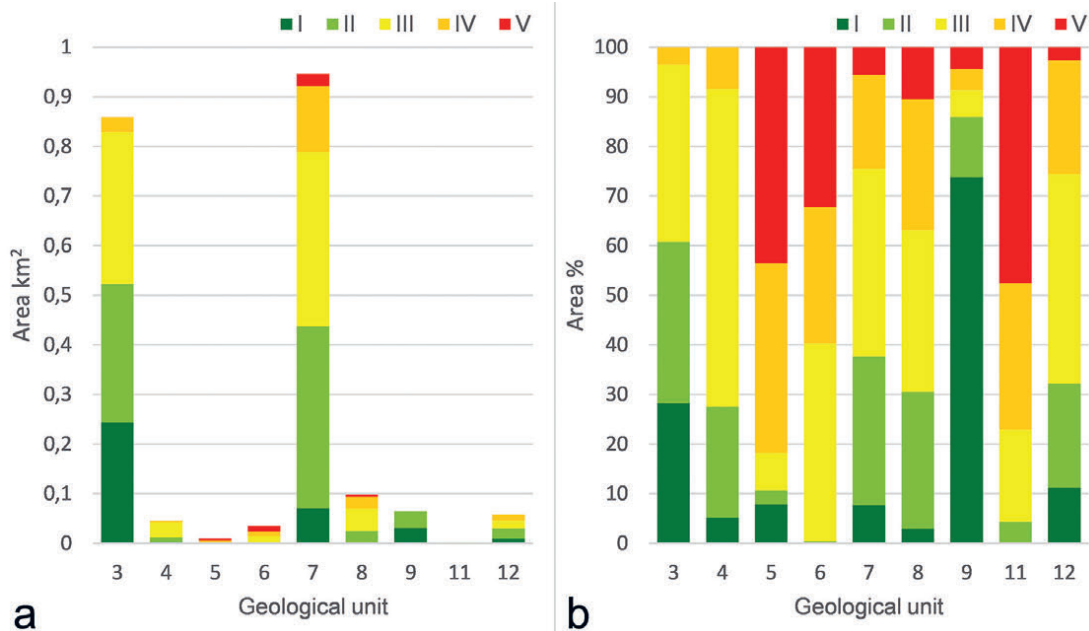 I II III IV V
1
0,9
0,8
0,7
0,6
0,5
0,4
0,3
0,2
0,1
0
Area km²
3 4 5 6 7 8 9 11 12
Geological unit
a
I II III IV V
100
90
80
70
60
50
40
30
20
10
0
Area %
3 4 5 6 7 8 9 11 12
Geological unit
b